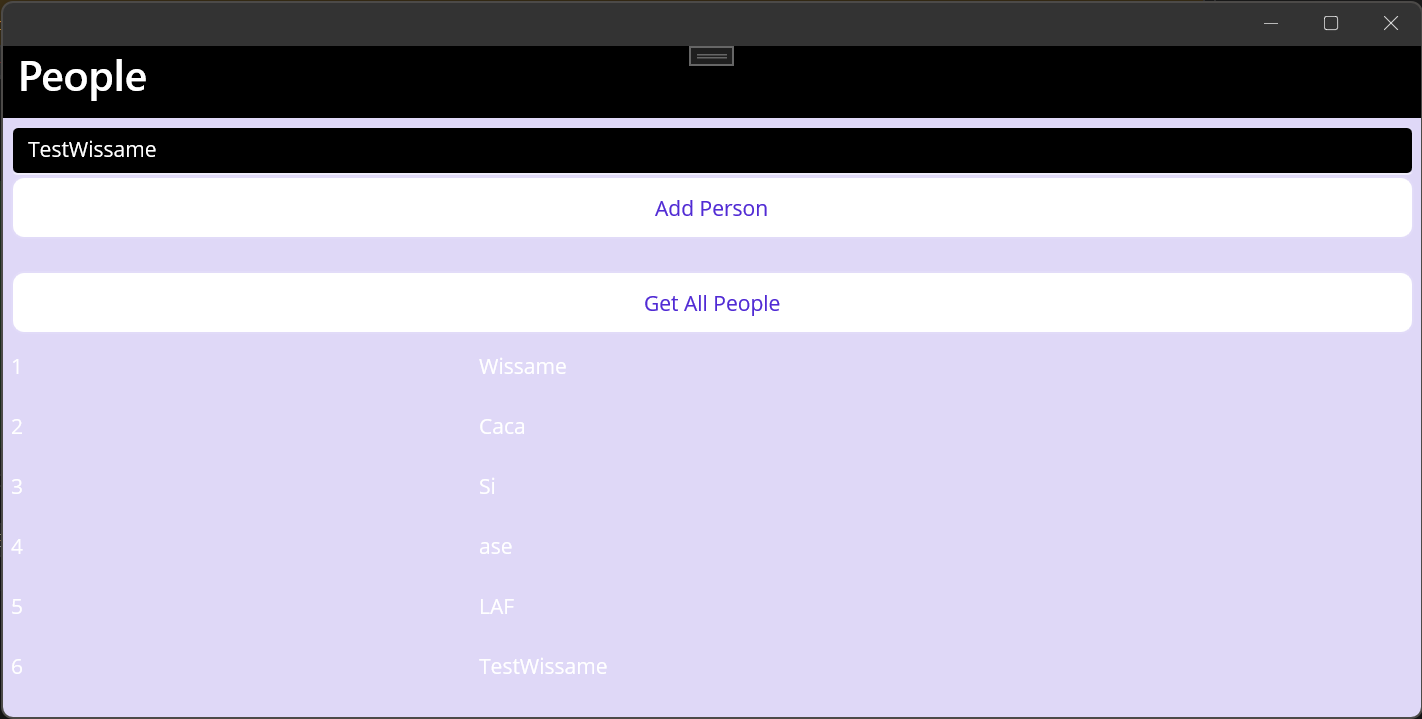 People
TestWissame
Add Person
Get All People
1 Wissame
2 Caca
3 Si
4 ase
5 LAF
6 TestWissame